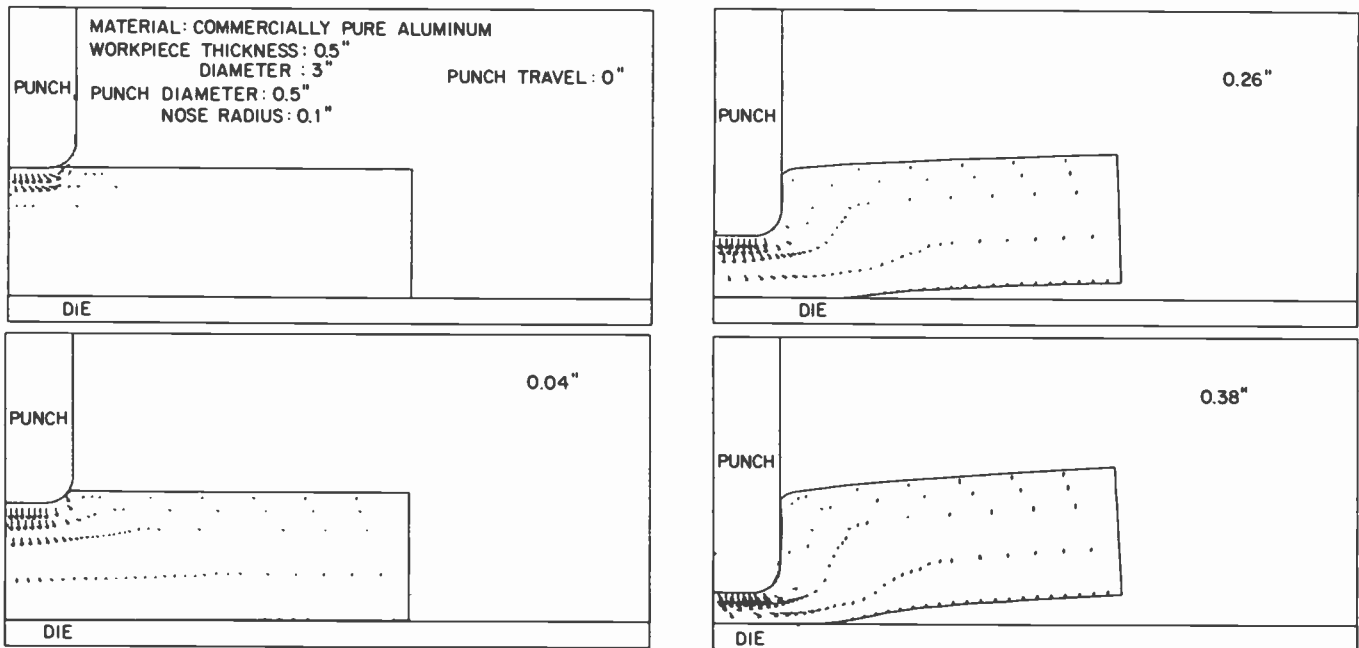 MATERIAL: COMMERCIALLY PURE ALUMINUM
WORKPIECE THICKNESS: 0.5"
DIAMETER: 3"
PUNCH TRAVEL: 0"
PUNCH
PUNCH DIAMETER: 0.5"
NOSE RADIUS: 0.1"
DIE
0.26"
PUNCH
DIE
0.04"
PUNCH
DIE
0.38"
PUNCH
DIE